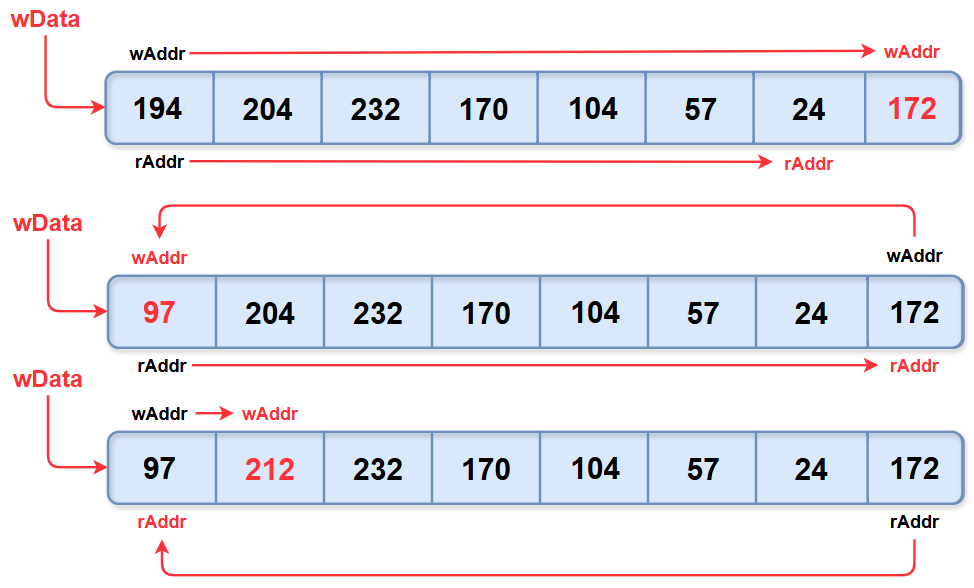 wData
wAddr wAddr
194 204 232 170 104 57 24 172
rAddr rAddr
wData
wAddr wAddr
97 204 232 170 104 57 24 172
rAddr rAddr
wData
wAddr wAddr
97 212 232 170 104 57 24 172
rAddr rAddr